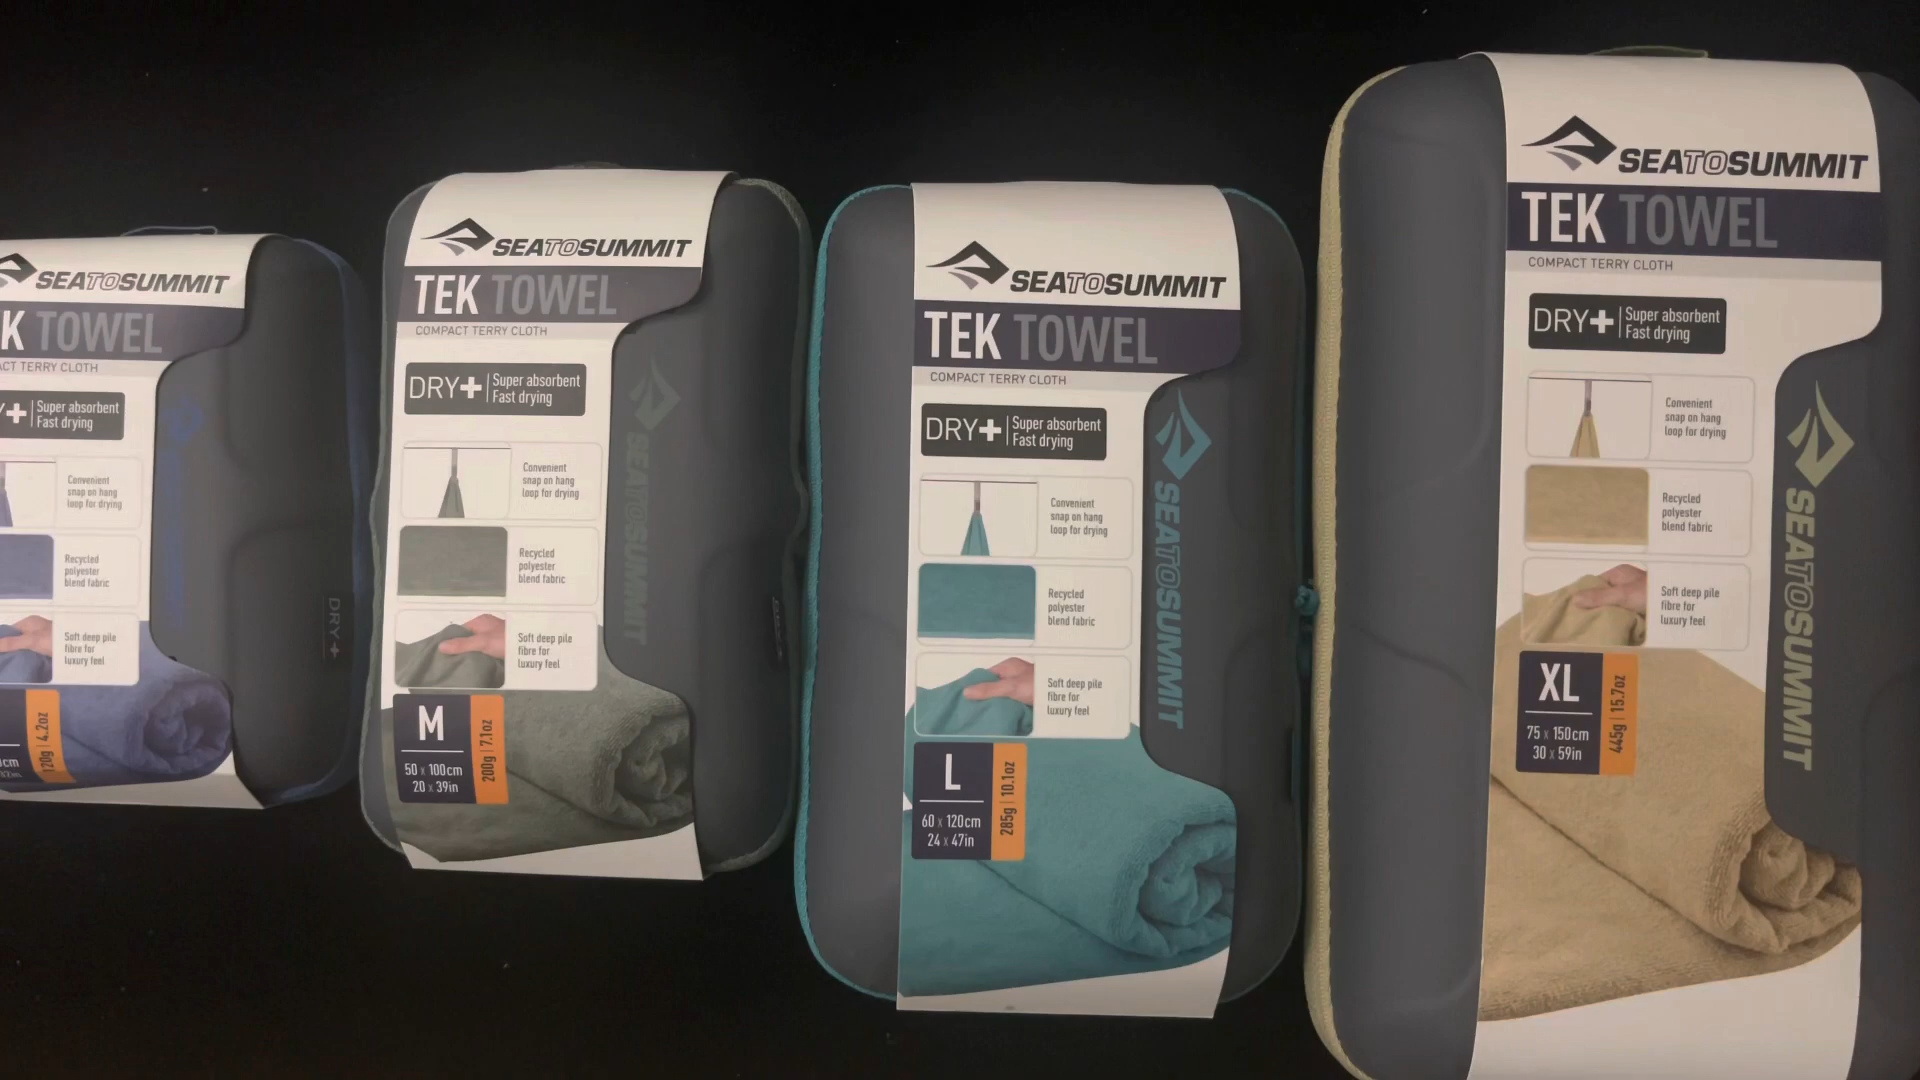 SEATOSUMMIT
K TOWEL
ACT TERRY CLOTH
Y+ Super absorbent
Fast drying
Convenient
snap on hang
loop for drying
Recycled
polyester
blend fabric
Soft deep pile
fibre for
luxury feel
120g | 4.2oz
DRY+
SEATOSUMMIT
TEK TOWEL
COMPACT TERRY CLOTH
DRY+ Super absorbent
Fast drying
Convenient
snap on hang
loop for drying
Recycled
polyester
blend fabric
Soft deep pile
fibre for
luxury feel
M
50 x 100cm
20 x 39in
200g | 7.1oz
SEATOSUMMIT
SEATOSUMMIT
TEK TOWEL
COMPACT TERRY CLOTH
DRY+ Super absorbent
Fast drying
Convenient
snap on hang
loop for drying
Recycled
polyester
blend fabric
Soft deep pile
fibre for
luxury feel
L
60 x 120cm
24 x 47in
285g | 10.1oz
SEATOSUMMIT
SEATOSUMMIT
TEK TOWEL
COMPACT TERRY CLOTH
DRY+ Super absorbent
Fast drying
Convenient
snap on hang
loop for drying
Recycled
polyester
blend fabric
Soft deep pile
fibre for
luxury feel
XL
75 x 150cm
30 x 59in
445g | 15.7oz
SEATOSUMMIT